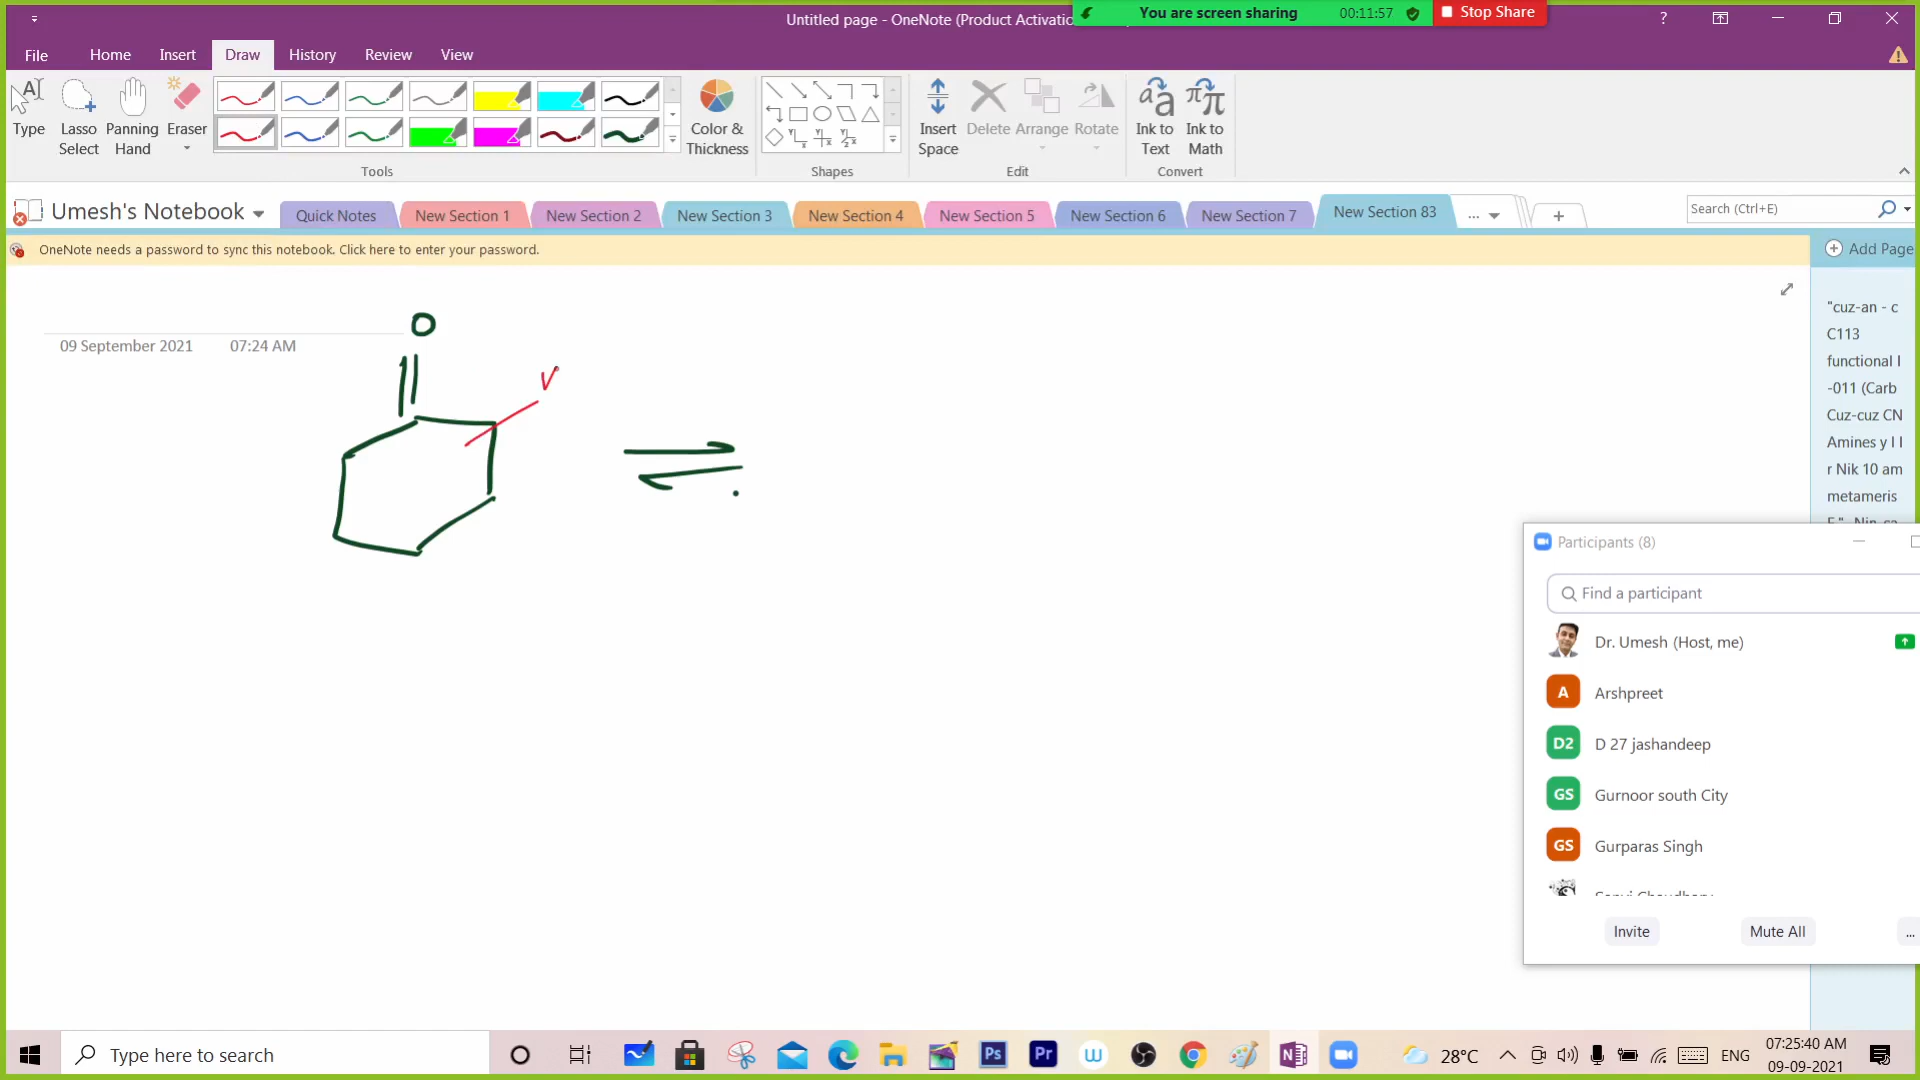 Untitled page - OneNote (Product Activatio
You are screen sharing 00:11:57 Stop Share
?
File Home Insert Draw History Review View
Type
Lasso Select
Panning Hand
Eraser
Color & Thickness
Insert Space
Delete
Arrange
Rotate
Ink to Text
Ink to Math
Tools Shapes Edit Convert
Umesh's Notebook Quick Notes New Section 1 New Section 2 New Section 3 New Section 4 New Section 5 New Section 6 New Section 7 New Section 83 ... + Search (Ctrl+E)
OneNote needs a password to sync this notebook. Click here to enter your password.
Add Page
O
09 September 2021 07:24 AM
V
"cuz-an - c
C113
functional I
-011 (Carb
Cuz-cuz CN
Amines y I I
r Nik 10 am
metameris
Participants (8)
Find a participant
Dr. Umesh (Host, me)
A Arshpreet
D2 D 27 jashandeep
GS Gurnoor south City
GS Gurparas Singh
Invite Mute All ...
Type here to search
Ps Pr W N
28°C ENG 07:25:40 AM
09-09-2021